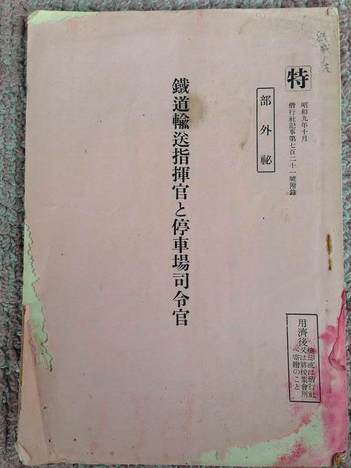 特
昭和九年十月
偕行社記事第七百二十一號附錄
部外祕
鐵道輸送指揮官と停車場司令官
用濟後